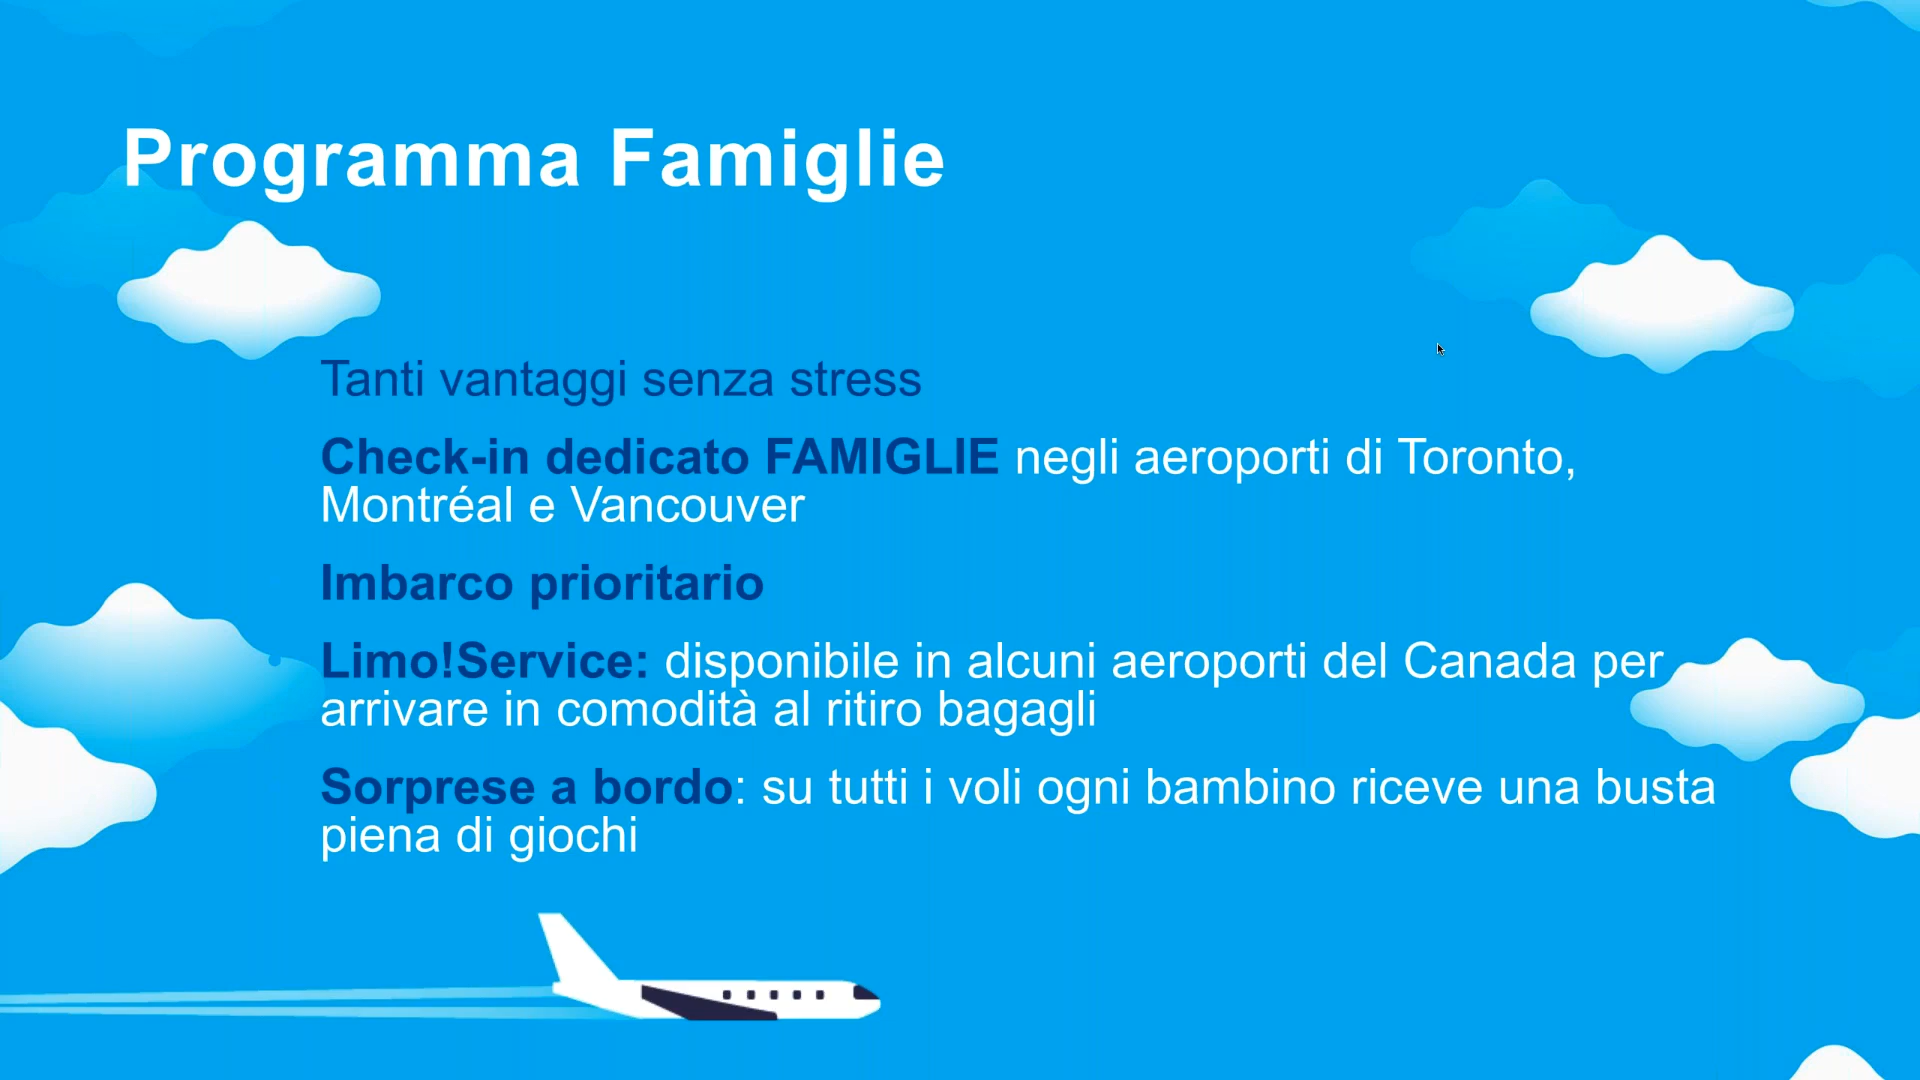 Programma Famiglie
Tanti vantaggi senza stress
Check-in dedicato FAMIGLIE negli aeroporti di Toronto,
Montréal e Vancouver
Imbarco prioritario
Limo!Service: disponibile in alcuni aeroporti del Canada per
arrivare in comodità al ritiro bagagli
Sorprese a bordo: su tutti i voli ogni bambino riceve una busta
piena di giochi